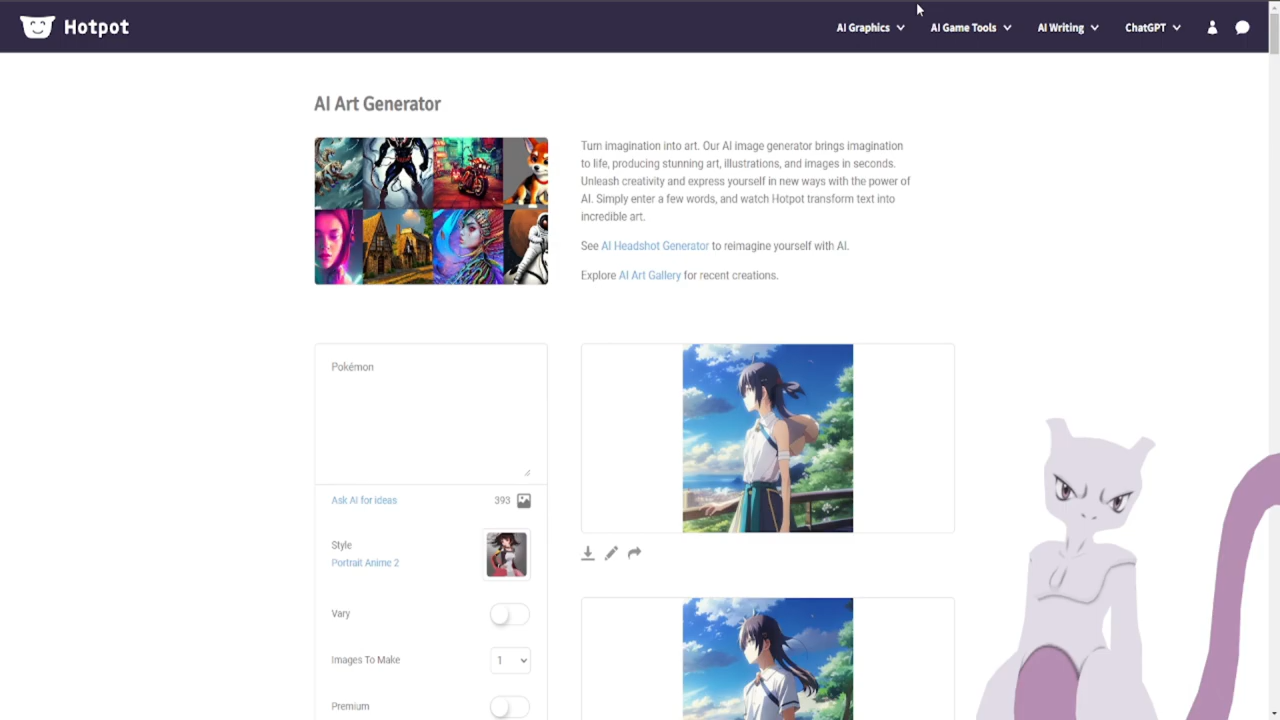 Hotpot
AI Graphics
AI Game Tools
AI Writing
ChatGPT
AI Art Generator
Turn imagination into art. Our AI image generator brings imagination
to life, producing stunning art, illustrations, and images in seconds.
Unleash creativity and express yourself in new ways with the power of
AI. Simply enter a few words, and watch Hotpot transform text into
incredible art.
See AI Headshot Generator to reimagine yourself with AI.
Explore AI Art Gallery for recent creations.
Pokémon
Ask AI for ideas
393
Style
Portrait Anime 2
Vary
Images To Make
1
Premium